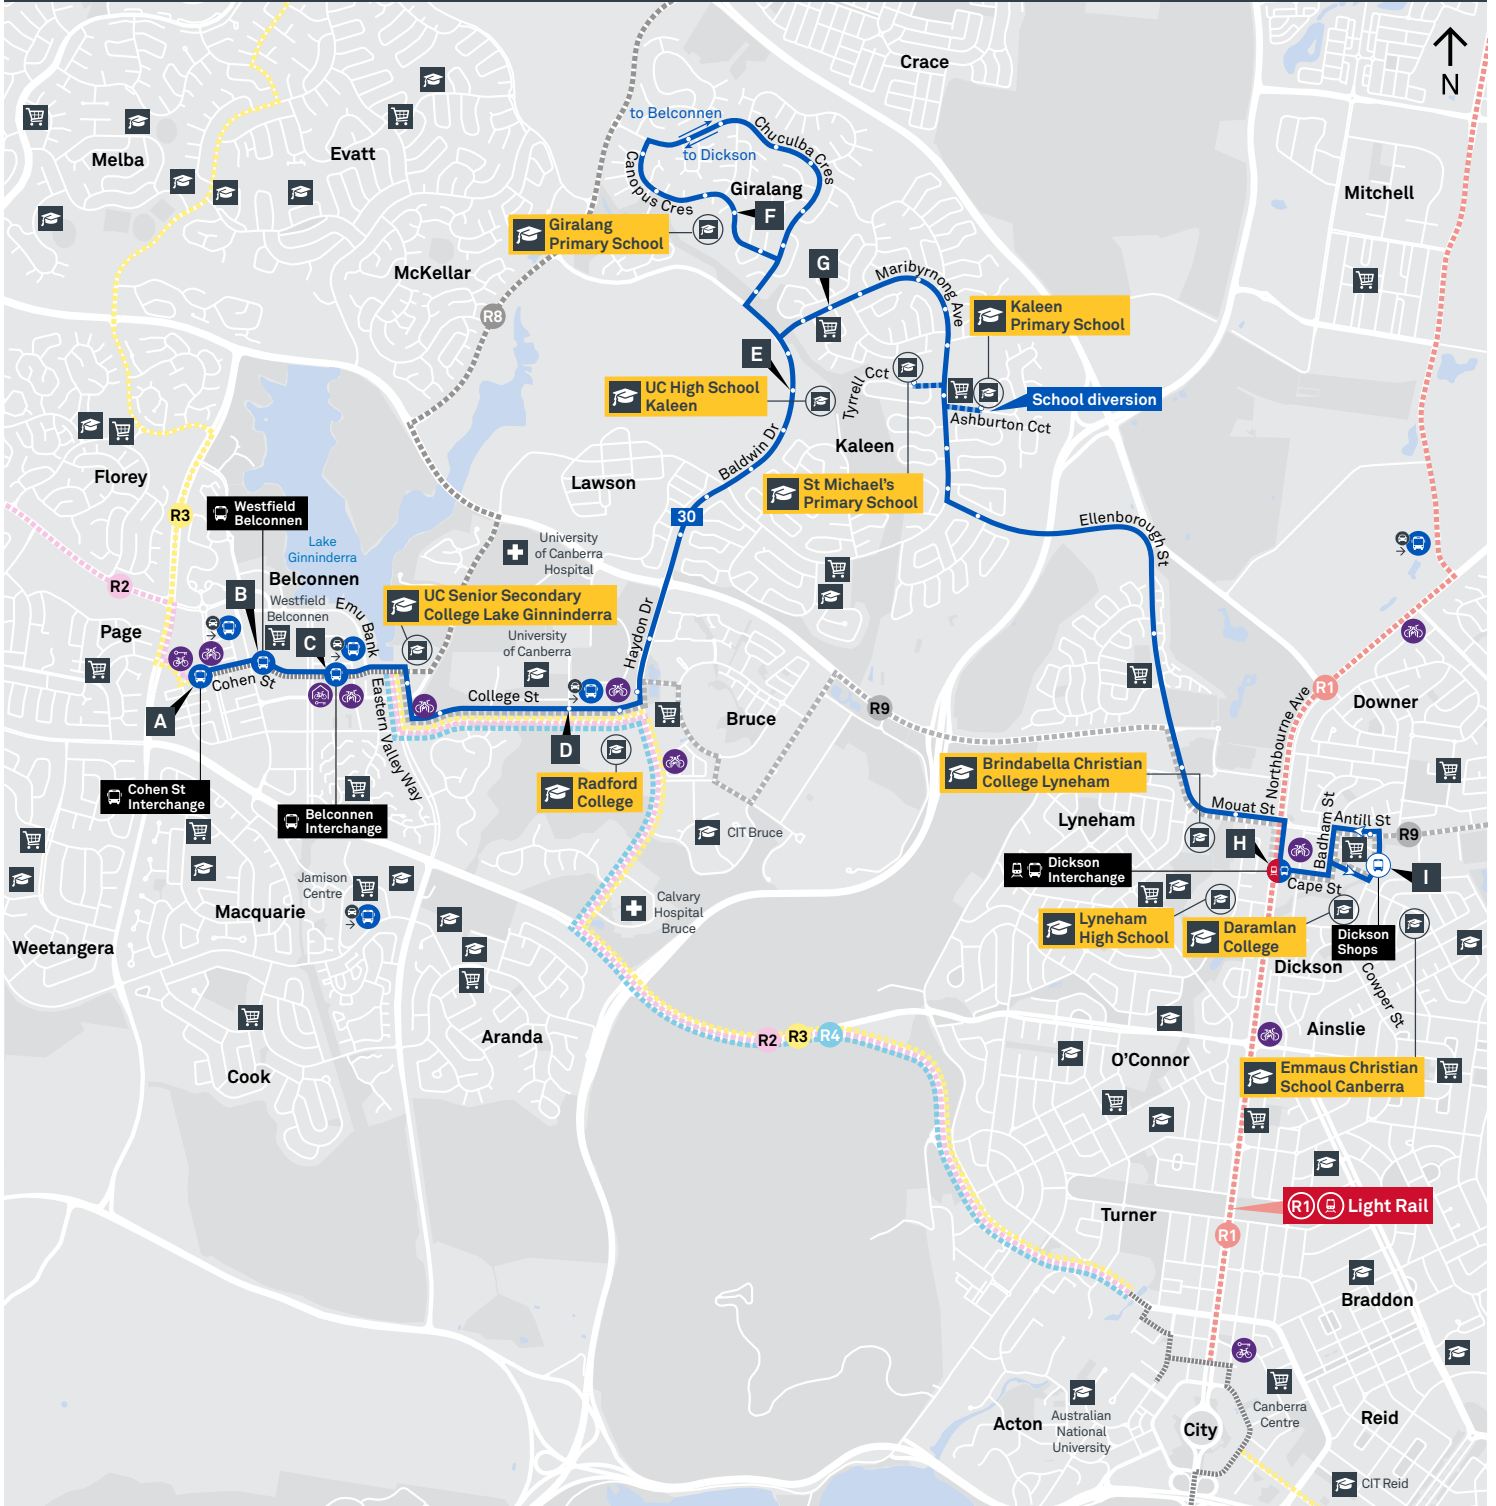 Crace
N
to Belconnen
to Dickson
Chuculba Cres
Canopus Cres
Giralang
F
Melba
Evatt
Mitchell
Giralang
Primary School
McKellar
G
Maribyrnong Ave
R8
Kaleen
Primary School
E
UC High School
Kaleen
Tyrrell Cct
School diversion
Ashburton Cct
Baldwin Dr
Kaleen
Florey
Lawson
St Michael's
Primary School
R3
Westfield
Belconnen
30
Ellenborough St
Lake
Ginninderra
University
of Canberra
Hospital
R2
Belconnen
B
Westfield
Belconnen
Emu Bank
UC Senior Secondary
College Lake Ginninderra
Page
C
University
of Canberra
Haydon Dr
Cohen St
College St
A
D
Eastern Valley Way
Bruce
R9
R1
Downer
Northbourne Ave
Radford
College
Brindabella Christian
College Lyneham
Cohen St
Interchange
Belconnen
Interchange
CIT Bruce
Lyneham
Mouat St
Badham St
Antill St
R9
H
Dickson
Interchange
Cape St
I
Jamison
Centre
Macquarie
Calvary
Hospital
Bruce
Lyneham
High School
Daramlan
College
Dickson
Shops
Weetangera
Dickson
Cowper St
Aranda
R2
R3
R4
Ainslie
O'Connor
Cook
Emmaus Christian
School Canberra
R1
Light Rail
Turner
R1
Braddon
Acton
Australian
National
University
City
Canberra
Centre
Reid
CIT Reid